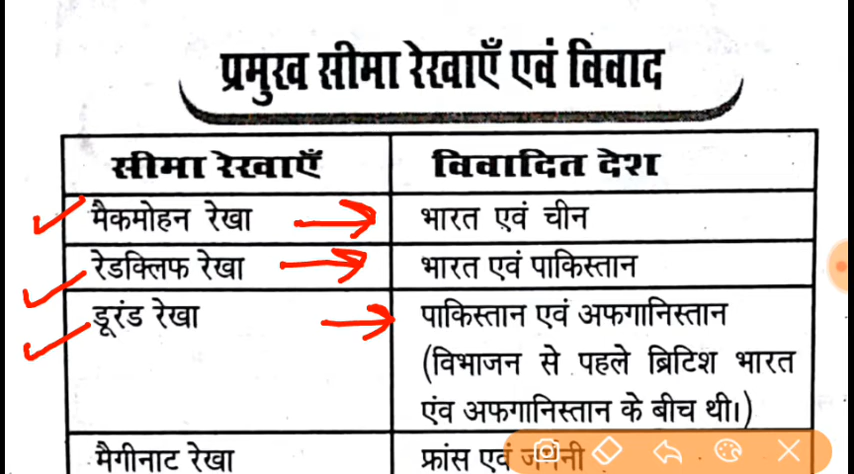 प्रमुख सीमा रेखाएँ एवं विवाद
सीमा रेखाएँ विवादित देश
मैकमोहन रेखा भारत एवं चीन
रेडक्लिफ रेखा भारत एवं पाकिस्तान
डूरंड रेखा पाकिस्तान एवं अफगानिस्तान
(विभाजन से पहले ब्रिटिश भारत
एंव अफगानिस्तान के बीच थी।)
मैगीनाट रेखा फ्रांस एवं